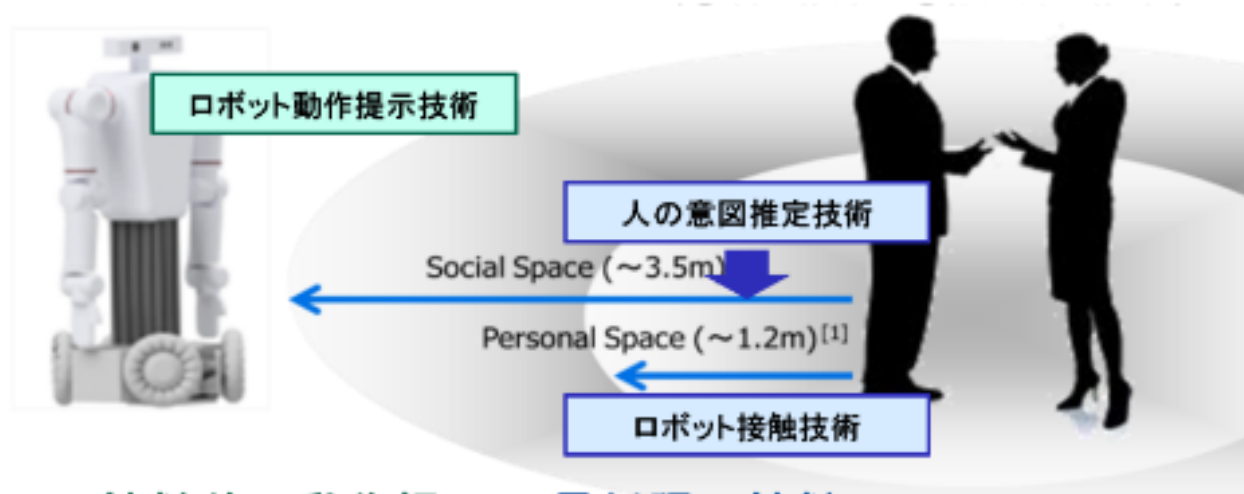 ロボット動作提示技術
人の意図推定技術
Social Space (～3.5m)
Personal Space (～1.2m)[1]
ロボット接触技術